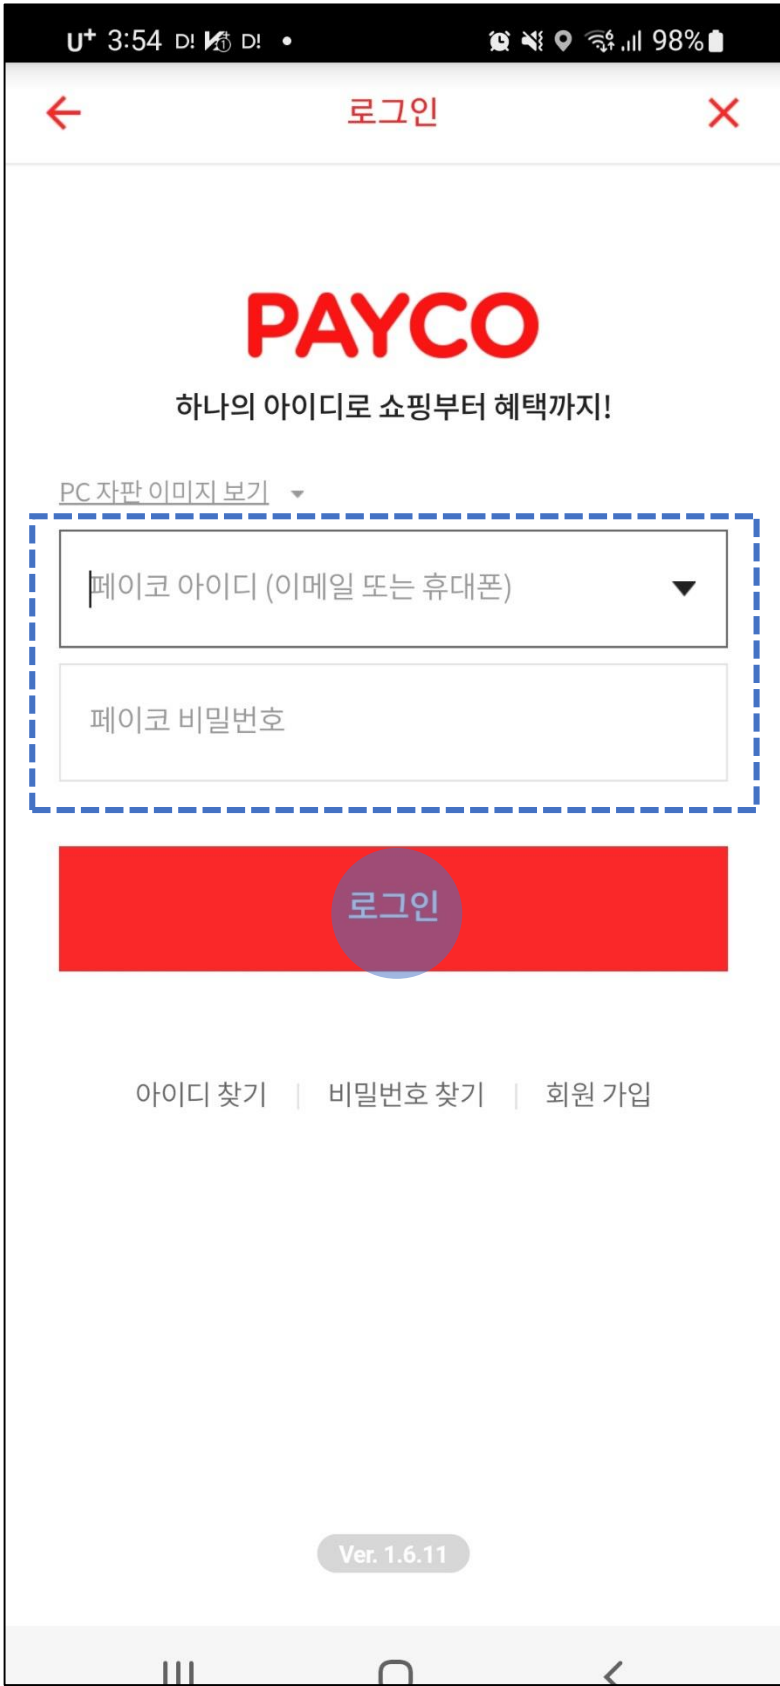 U+ 3:54 D! D! • 98%
로그인
PAYCO
하나의 아이디로 쇼핑부터 혜택까지!
PC 자판 이미지 보기
페이코 아이디 (이메일 또는 휴대폰)
페이코 비밀번호
로그인
아이디 찾기 | 비밀번호 찾기 | 회원 가입
Ver. 1.6.11